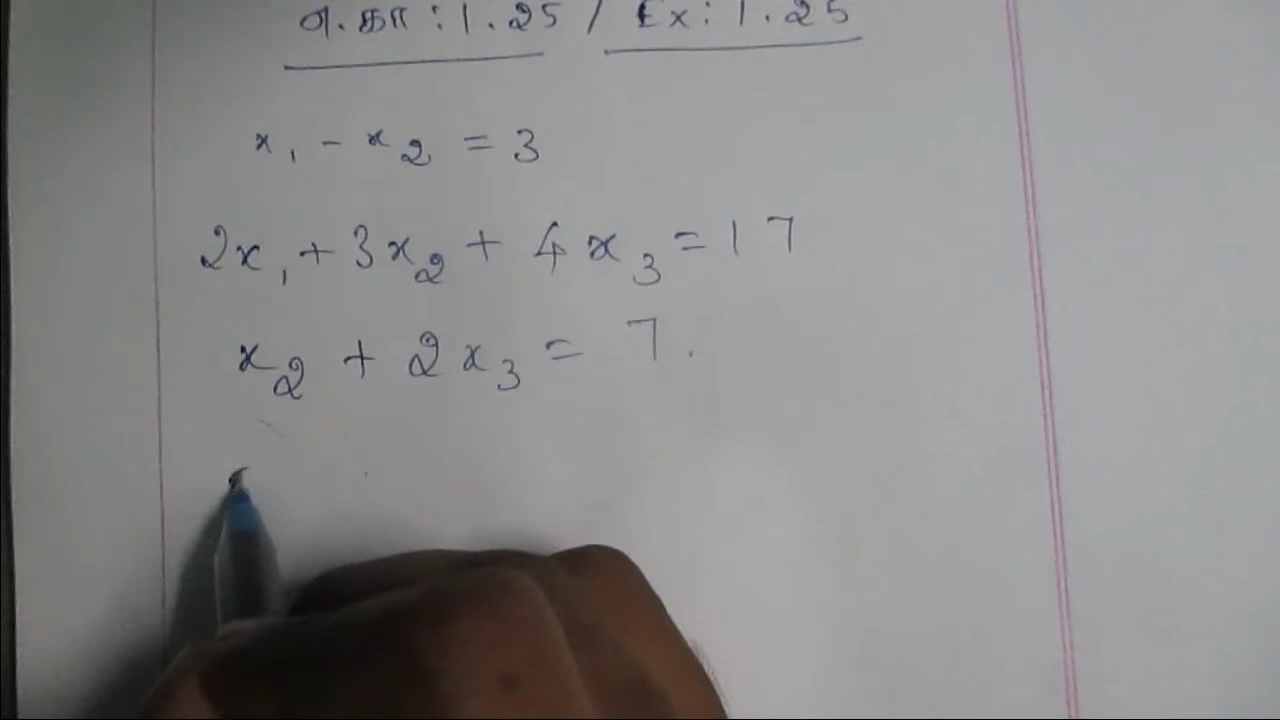 எ.கா : 1.25 / Ex : 1.25
x₁ - x₂ = 3
2x₁ + 3x₂ + 4x₃ = 17
x₂ + 2x₃ = 7.